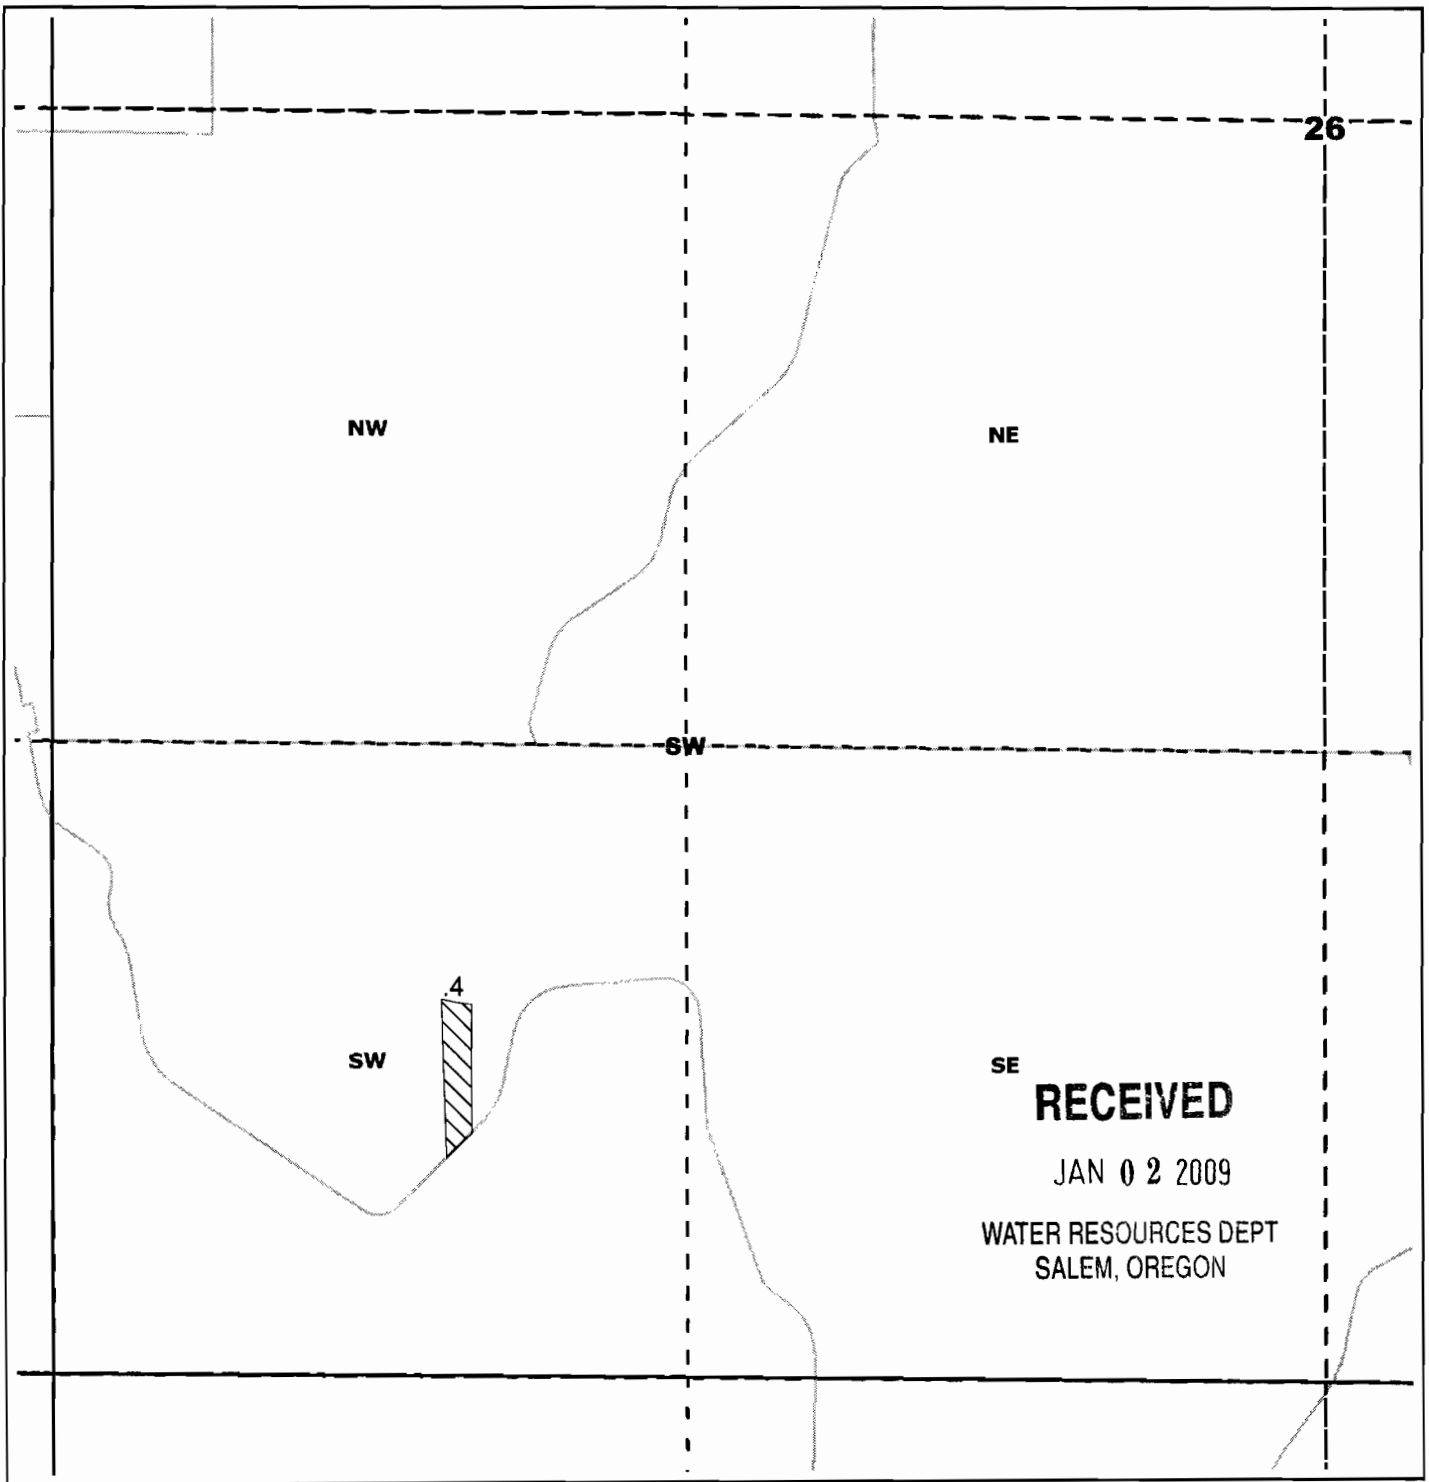 26
NW
NE
SW
.4
SW
SE
RECEIVED
JAN 02 2009
WATER RESOURCES DEPT
SALEM, OREGON